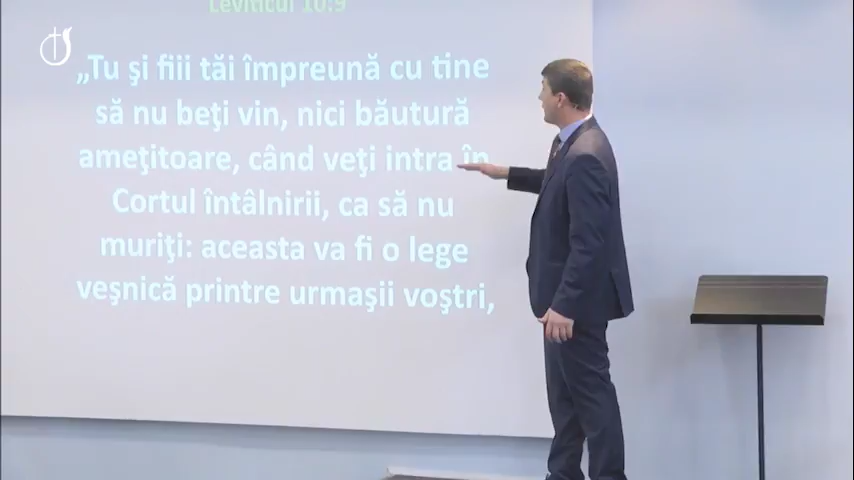 Leviticul 10:9
„Tu şi fiii tăi împreună cu tine
să nu beţi vin, nici băutură
ameţitoare, când veţi intra în
Cortul întâlnirii, ca să nu
muriţi: aceasta va fi o lege
veşnică printre urmaşii voştri,